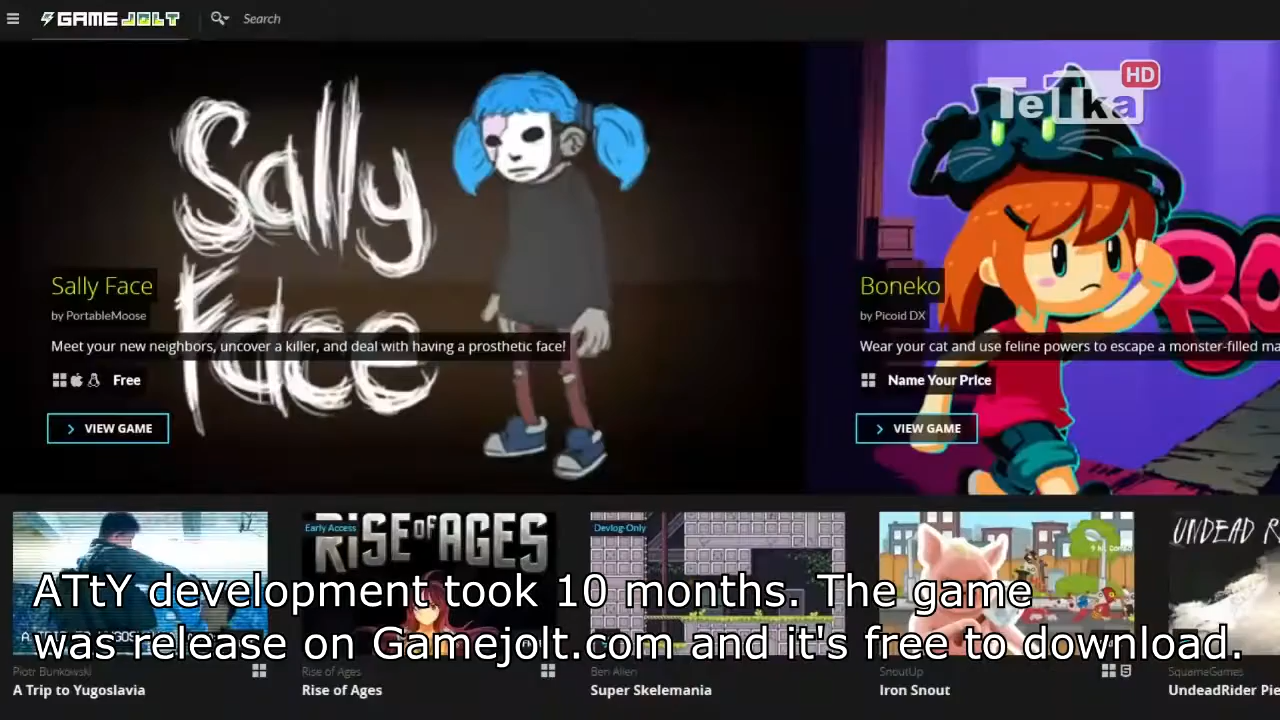 GAME JOLT
Search
TeTka HD
Sally
Face
Sally Face
by PortableMoose
Meet your new neighbors, uncover a killer, and deal with having a prosthetic face!
Free
VIEW GAME
Boneko
by Picoid DX
Wear your cat and use feline powers to escape a monster-filled
Name Your Price
VIEW GAME
Early Access
RISE OF AGES
Devlog-Only
UNDEAD
ATtY development took 10 months. The game
was release on Gamejolt.com and it's free to download.
Piotr Bunkowski
A Trip to Yugoslavia
Rise of Ages
Rise of Ages
Ben Allen
Super Skelemania
SnoutUp
Iron Snout
SquameGames
UndeadRider